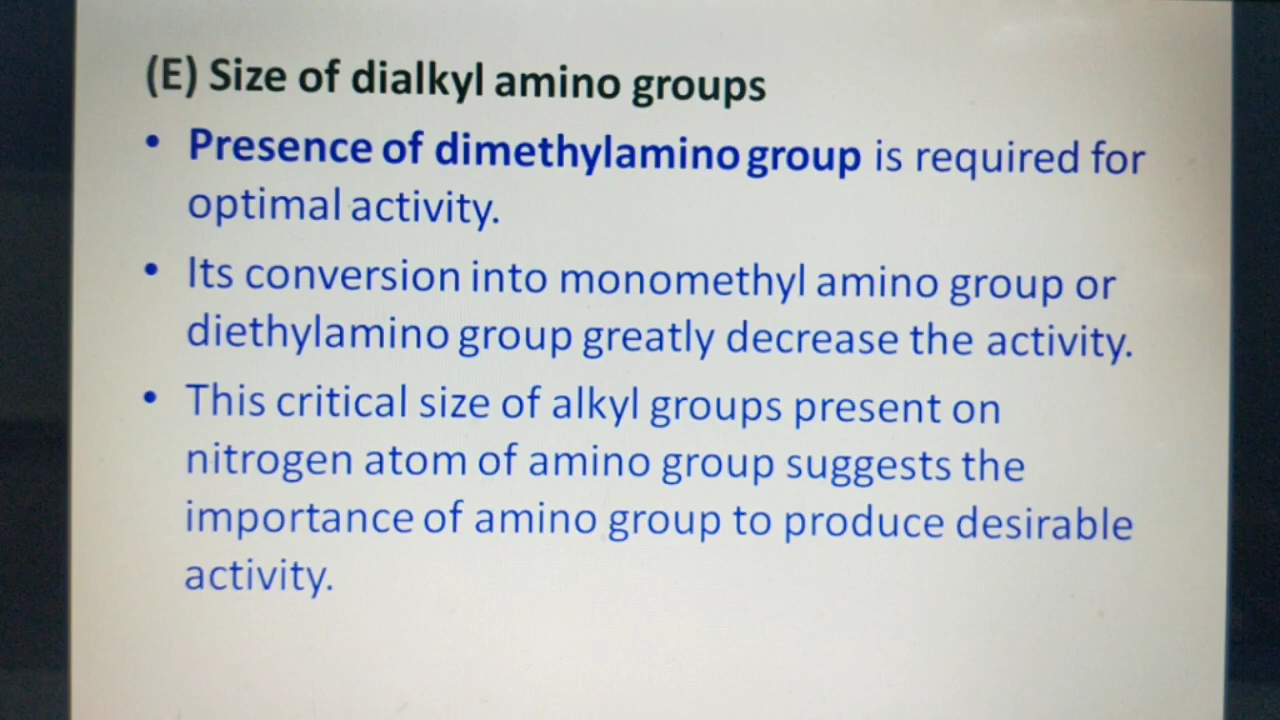 (E) Size of dialkyl amino groups
• Presence of dimethylamino group is required for
optimal activity.
• Its conversion into monomethyl amino group or
diethylamino group greatly decrease the activity.
• This critical size of alkyl groups present on
nitrogen atom of amino group suggests the
importance of amino group to produce desirable
activity.